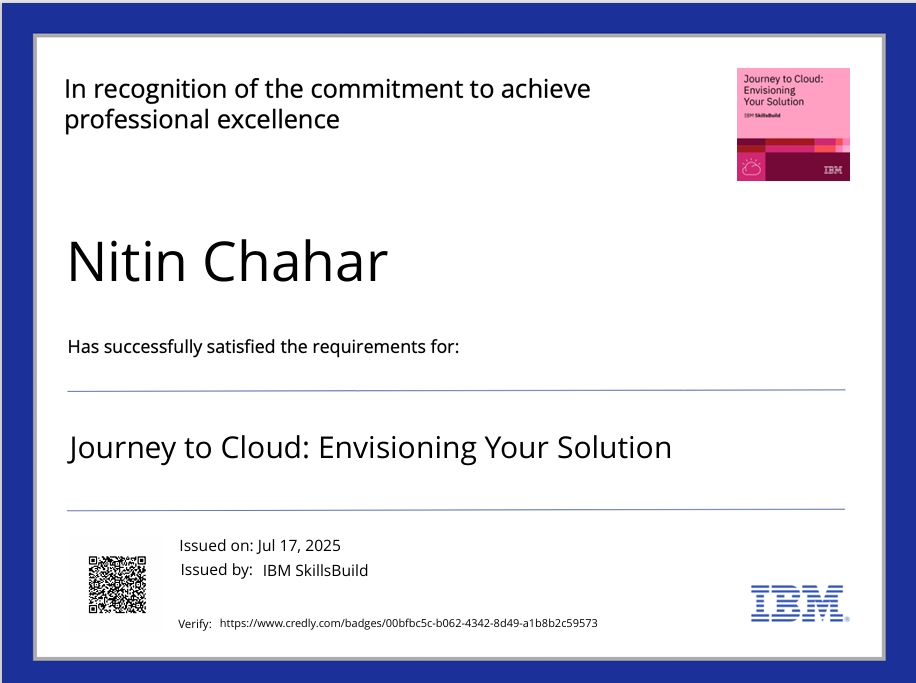 In recognition of the commitment to achieve
professional excellence
Journey to Cloud:
Envisioning
Your Solution
IBM SkillsBuild
IBM
Nitin Chahar
Has successfully satisfied the requirements for:
Journey to Cloud: Envisioning Your Solution
Issued on: Jul 17, 2025
Issued by: IBM SkillsBuild
Verify: https://www.credly.com/badges/00bfbc5c-b062-4342-8d49-a1b8b2c59573
IBM®